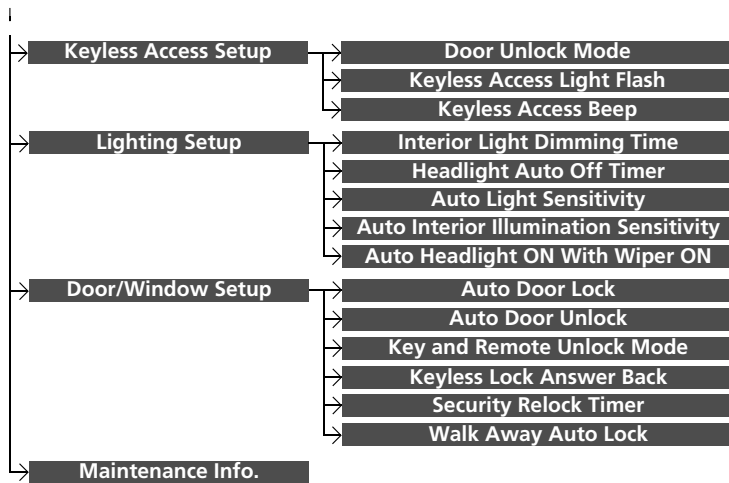 Keyless Access Setup
Door Unlock Mode
Keyless Access Light Flash
Keyless Access Beep
Lighting Setup
Interior Light Dimming Time
Headlight Auto Off Timer
Auto Light Sensitivity
Auto Interior Illumination Sensitivity
Auto Headlight ON With Wiper ON
Door/Window Setup
Auto Door Lock
Auto Door Unlock
Key and Remote Unlock Mode
Keyless Lock Answer Back
Security Relock Timer
Walk Away Auto Lock
Maintenance Info.